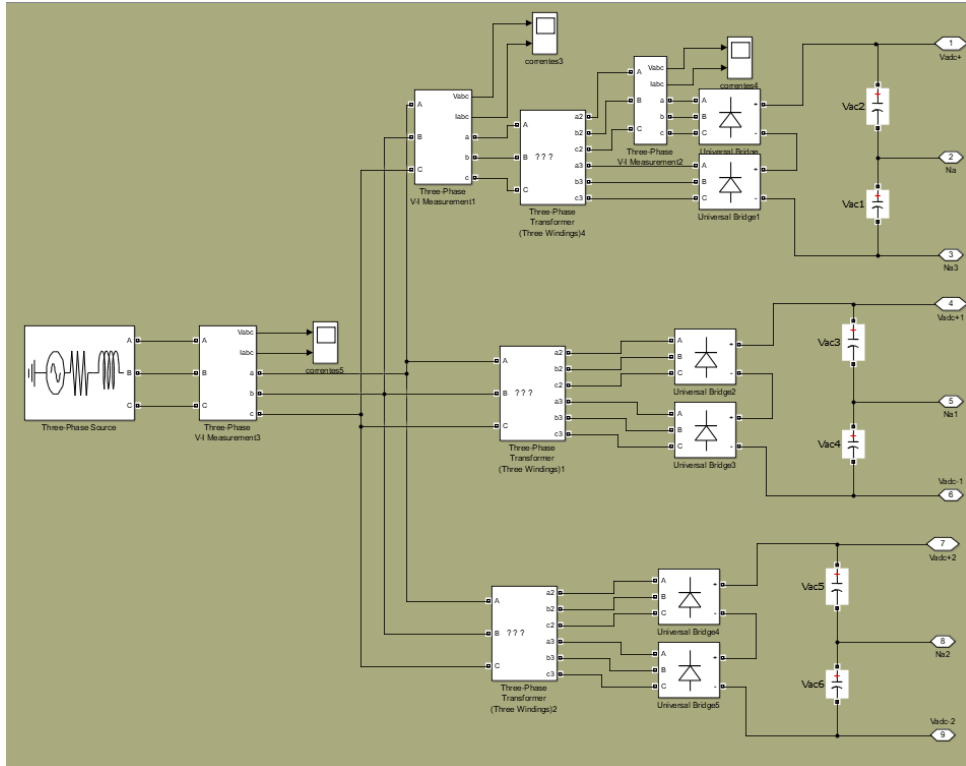 Vabc
Iabc
correntes3
A
B
C
a
b
c
Three-Phase
V-I Measurement1
A
B
C
???
a2
b2
c2
a3
b3
c3
Three-Phase
Transformer
(Three Windings)4
A
B
C
Vabc
Iabc
a
b
c
Three-Phase
V-I Measurement2
correntes4
A
B
C
+
-
Universal Bridge
A
B
C
+
-
Universal Bridge1
Vac2
Vac1
1
Vadc+
2
Na
3
Na3
A
B
C
Three-Phase Source
A
B
C
Vabc
Iabc
a
b
c
Three-Phase
V-I Measurement3
correntes5
A
B
C
???
a2
b2
c2
a3
b3
c3
Three-Phase
Transformer
(Three Windings)1
A
B
C
+
-
Universal Bridge2
A
B
C
+
-
Universal Bridge3
Vac3
Vac4
4
Vadc+1
5
Na1
Vadc-1
6
A
B
C
???
a2
b2
c2
a3
b3
c3
Three-Phase
Transformer
(Three Windings)2
A
B
C
+
-
Universal Bridge4
A
B
C
+
-
Universal Bridge5
Vac5
Vac6
7
Vadc+2
8
Na2
Vadc-2
9